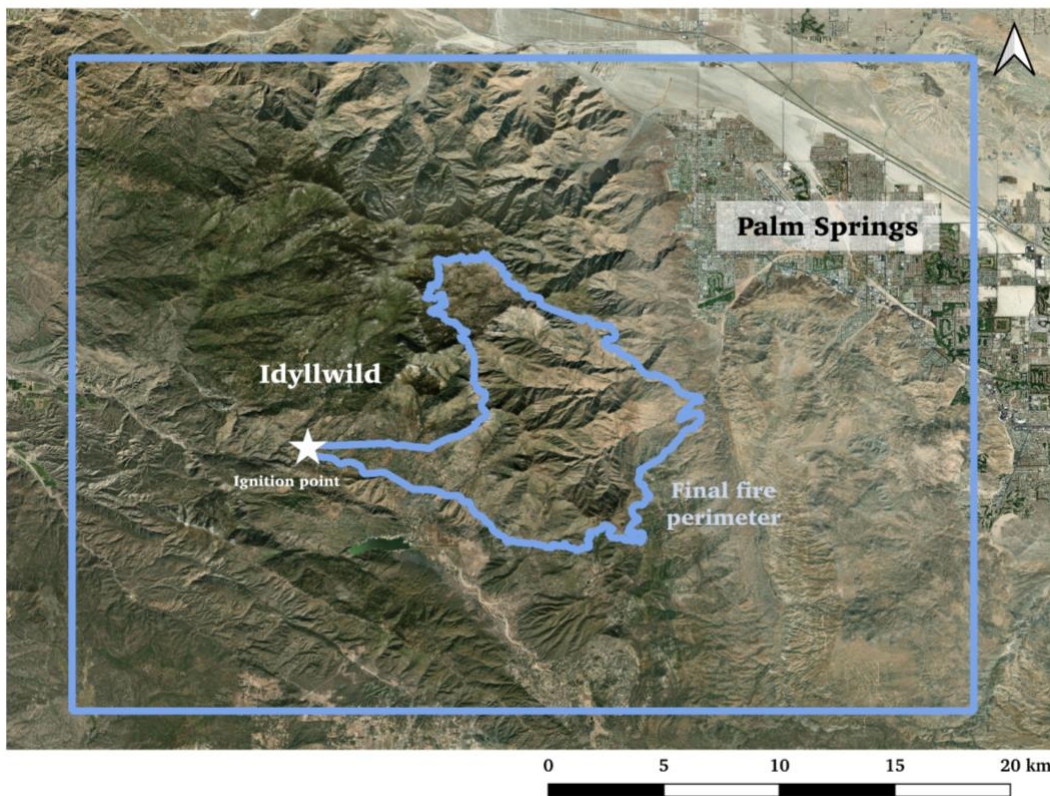 Palm Springs
Idyllwild
Ignition point
Final fire
perimeter
0 5 10 15 20 km